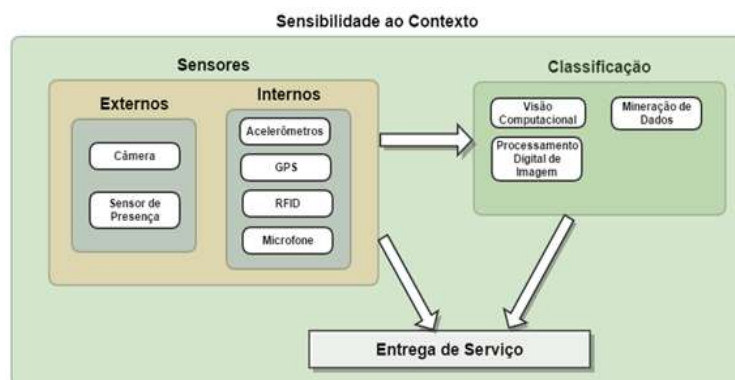 Sensibilidade ao Contexto
Sensores
Externos
Câmera
Sensor de
Presença
Internos
Acelerômetros
GPS
RFID
Microfone
Classificação
Visão
Computacional
Mineração de
Dados
Processamento
Digital de
Imagem
Entrega de Serviço